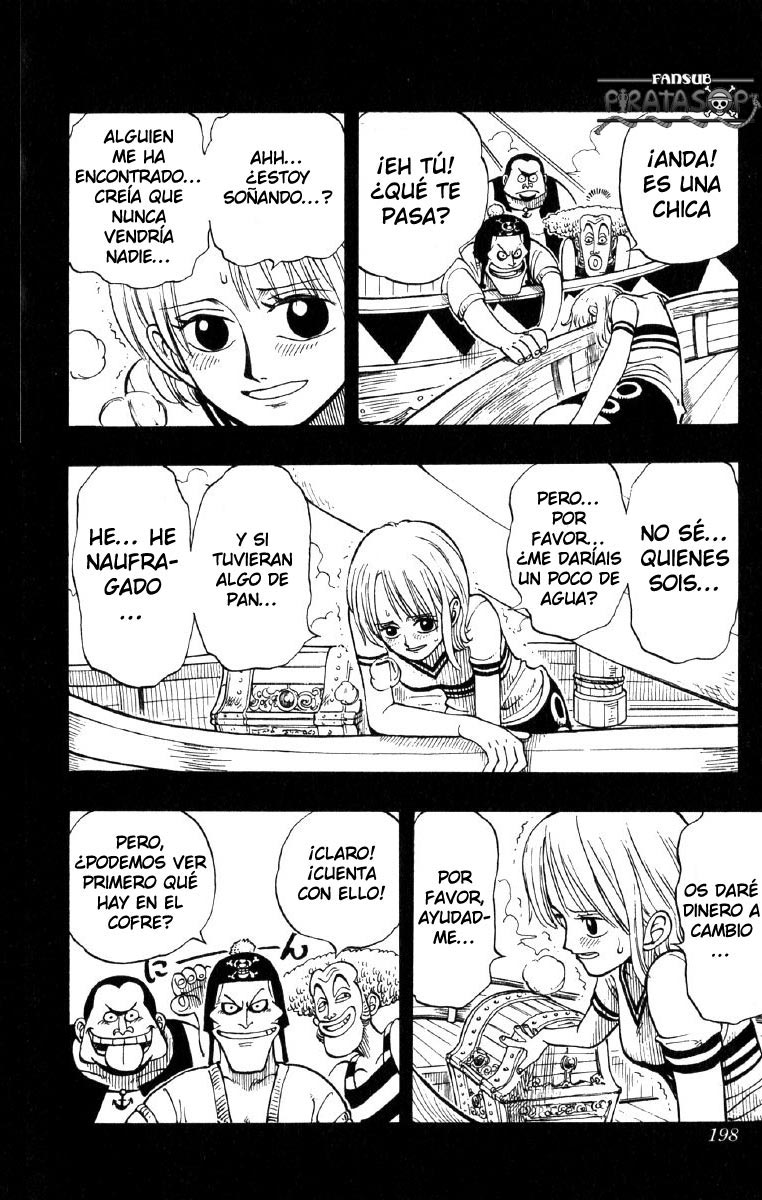 FANSUB
PIRATASOP
¡ANDA!
ES UNA
CHICA
¡EH TÚ!
¿QUÉ TE
PASA?
AHH...
¿ESTOY
SOÑANDO...?
ALGUIEN
ME HA
ENCONTRADO...
CREÍA QUE
NUNCA
VENDRÍA
NADIE...
NO SÉ...
QUIENES
SOIS...
PERO...
POR
FAVOR...
¿ME DARÍAIS
UN POCO DE
AGUA?
Y SI
TUVIERAN
ALGO DE
PAN...
HE... HE
NAUFRA-
GADO
...
OS DARÉ
DINERO A
CAMBIO
...
POR
FAVOR,
AYUDAD-
ME...
¡CLARO!
¡CUENTA
CON ELLO!
PERO,
¿PODEMOS VER
PRIMERO QUÉ
HAY EN EL
COFRE?
にーん
198